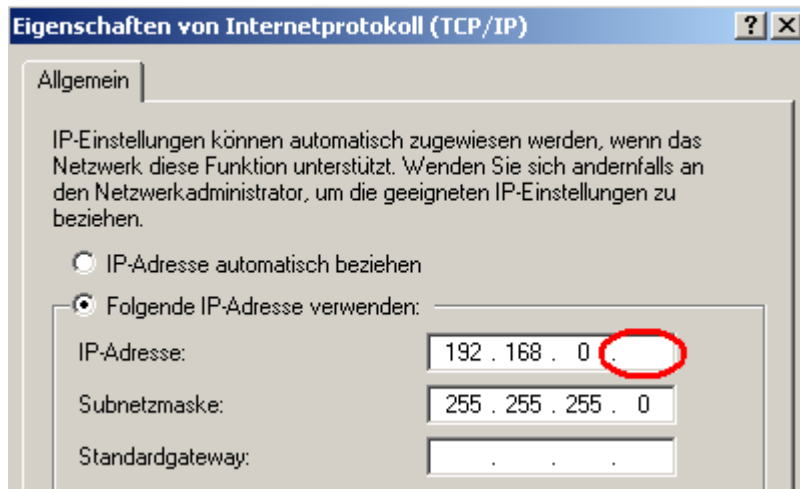 Eigenschaften von Internetprotokoll (TCP/IP)
Allgemein
IP-Einstellungen können automatisch zugewiesen werden, wenn das
Netzwerk diese Funktion unterstützt. Wenden Sie sich andernfalls an
den Netzwerkadministrator, um die geeigneten IP-Einstellungen zu
beziehen.
IP-Adresse automatisch beziehen
Folgende IP-Adresse verwenden:
IP-Adresse: 192 . 168 . 0 .
Subnetzmaske: 255 . 255 . 255 . 0
Standardgateway: . . .